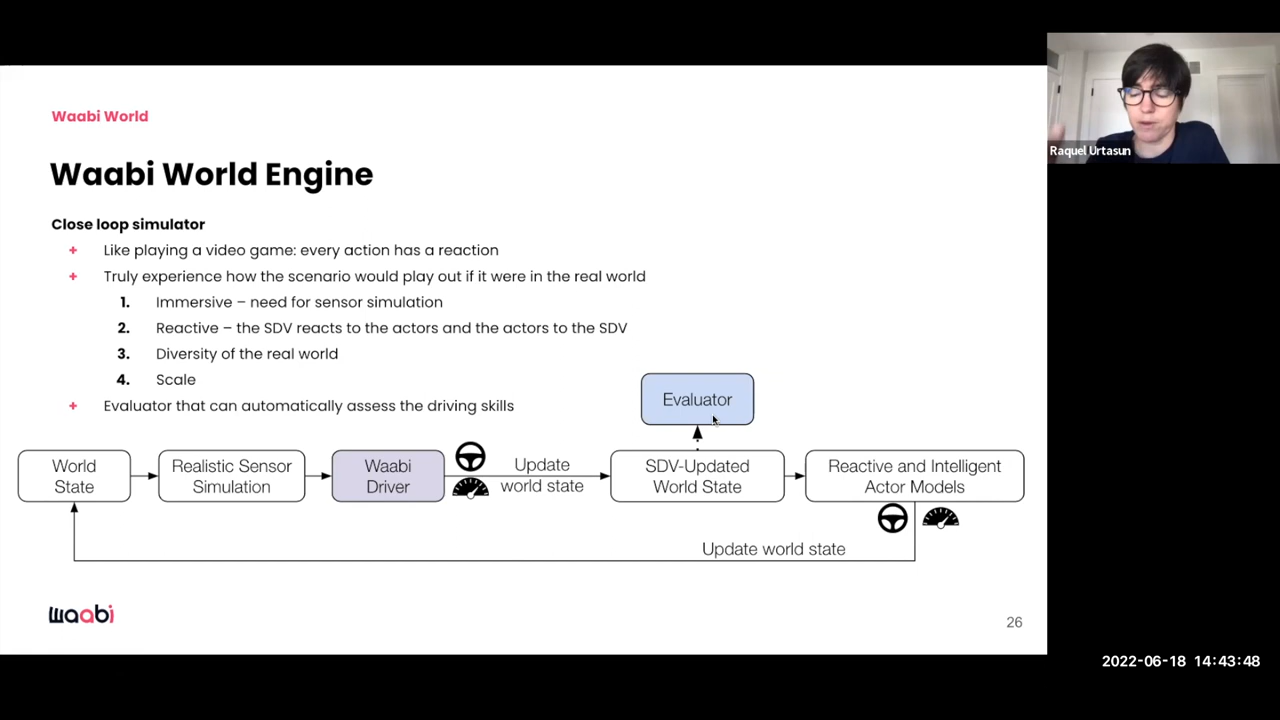 Waabi World
Waabi World Engine
Close loop simulator
+ Like playing a video game: every action has a reaction
+ Truly experience how the scenario would play out if it were in the real world
1. Immersive – need for sensor simulation
2. Reactive – the SDV reacts to the actors and the actors to the SDV
3. Diversity of the real world
4. Scale
+ Evaluator that can automatically assess the driving skills
Evaluator
World
State
Realistic Sensor
Simulation
Waabi
Driver
Update
world state
SDV-Updated
World State
Reactive and Intelligent
Actor Models
Update world state
waabi
26
Raquel Urtasun
2022-06-18 14:43:48